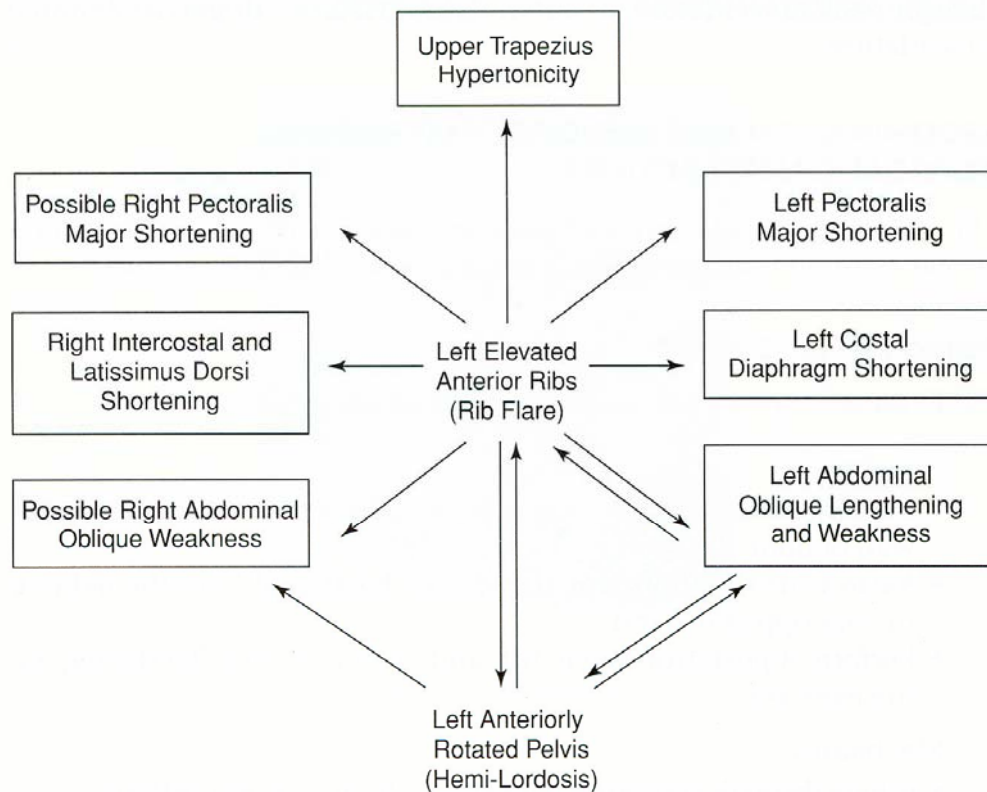 Upper Trapezius
Hypertonicity
Possible Right Pectoralis
Major Shortening
Left Pectoralis
Major Shortening
Right Intercostal and
Latissimus Dorsi
Shortening
Left Elevated
Anterior Ribs
(Rib Flare)
Left Costal
Diaphragm Shortening
Possible Right Abdominal
Oblique Weakness
Left Abdominal
Oblique Lengthening
and Weakness
Left Anteriorly
Rotated Pelvis
(Hemi-Lordosis)